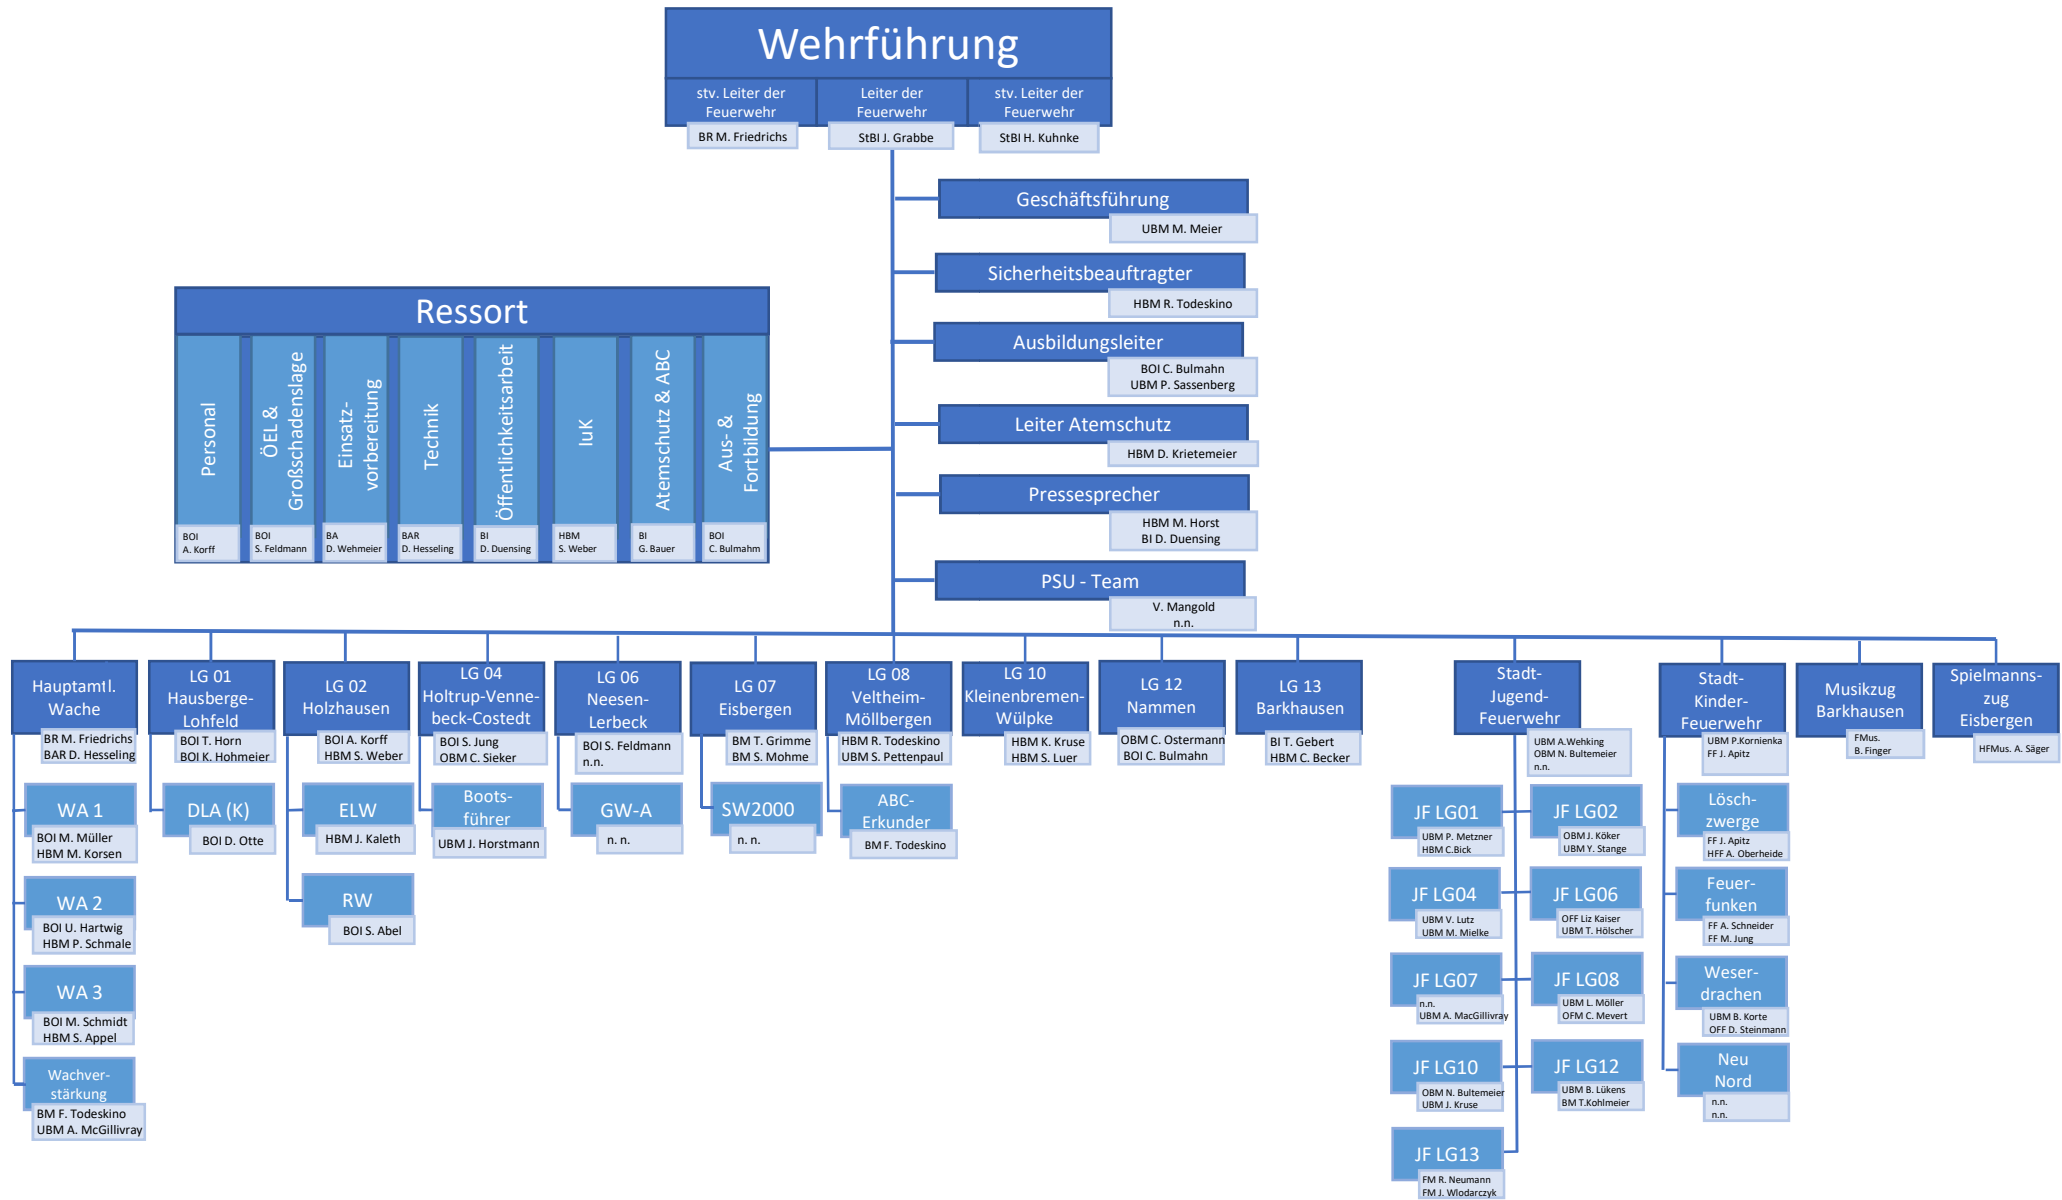 Wehrführung
stv. Leiter der
Feuerwehr
BR M. Friedrichs
Leiter der
Feuerwehr
StBI J. Grabbe
stv. Leiter der
Feuerwehr
StBI H. Kuhnke
Geschäftsführung
UBM M. Meier
Sicherheitsbeauftragter
HBM R. Todeskino
Ausbildungsleiter
BOI C. Bulmahn
UBM P. Sassenberg
Leiter Atemschutz
HBM D. Krietemeier
Pressesprecher
HBM M. Horst
BI D. Duensing
PSU - Team
V. Mangold
n.n.
Ressort
Personal
BOI
A. Korff
ÖEL &
Großschadenslage
BOI
S. Feldmann
Einsatz-
vorbereitung
BA
D. Wehmeier
Technik
BAR
D. Hesseling
Öffentlichkeitsarbeit
BI
D. Duensing
IuK
HBM
S. Weber
Atemschutz & ABC
BI
G. Bauer
Aus- &
Fortbildung
BOI
C. Bulmahm
Hauptamtl.
Wache
BR M. Friedrichs
BAR D. Hesseling
WA 1
BOI M. Müller
HBM M. Korsen
WA 2
BOI U. Hartwig
HBM P. Schmale
WA 3
BOI M. Schmidt
HBM S. Appel
Wachver-
stärkung
BM F. Todeskino
UBM A. McGillivray
LG 01
Hausberge-
Lohfeld
BOI T. Horn
BOI K. Hohmeier
DLA (K)
BOI D. Otte
LG 02
Holzhausen
BOI A. Korff
HBM S. Weber
ELW
HBM J. Kaleth
RW
BOI S. Abel
LG 04
Holtrup-Venne-
beck-Costedt
BOI S. Jung
OBM C. Sieker
Boots-
führer
UBM J. Horstmann
LG 06
Neesen-
Lerbeck
BOI S. Feldmann
n.n.
GW-A
n. n.
LG 07
Eisbergen
BM T. Grimme
BM S. Mohme
SW2000
n. n.
LG 08
Veltheim-
Möllbergen
HBM R. Todeskino
UBM S. Pettenpaul
ABC-
Erkunder
BM F. Todeskino
LG 10
Kleinenbremen-
Wülpke
HBM K. Kruse
HBM S. Luer
LG 12
Nammen
OBM C. Ostermann
BOI C. Bulmahn
LG 13
Barkhausen
BI T. Gebert
HBM C. Becker
Stadt-
Jugend-
Feuerwehr
UBM A.Wehking
OBM N. Bultemeier
n.n.
JF LG01
UBM P. Metzner
HBM C.Bick
JF LG02
OBM J. Köker
UBM Y. Stange
JF LG04
UBM V. Lutz
UBM M. Mielke
JF LG06
OFF Liz Kaiser
UBM T. Hölscher
JF LG07
n.n.
UBM A. MacGillivray
JF LG08
UBM L. Möller
OFM C. Mevert
JF LG10
OBM N. Bultemeier
UBM J. Kruse
JF LG12
UBM B. Lükens
BM T.Kohlmeier
JF LG13
FM R. Neumann
FM J. Wlodarczyk
Stadt-
Kinder-
Feuerwehr
UBM P.Kornienka
FF J. Apitz
Lösch-
zwerge
FF J. Apitz
HFF A. Oberheide
Feuer-
funken
FF A. Schneider
FF M. Jung
Weser-
drachen
UBM B. Korte
OFF D. Steinmann
Neu
Nord
n.n.
n.n.
Musikzug
Barkhausen
FMus.
B. Finger
Spielmanns-
zug
Eisbergen
HFMus. A. Säger